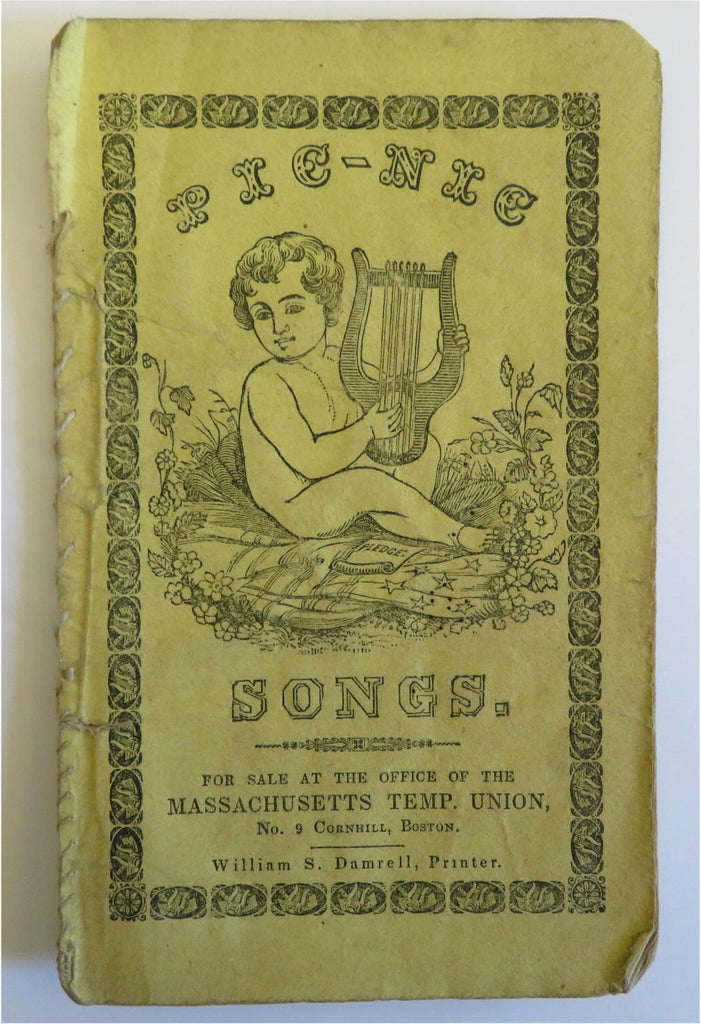 PIC-NIC
PLEDGE!
SONGS.
FOR SALE AT THE OFFICE OF THE
MASSACHUSETTS TEMP. UNION,
No. 9 CORNHILL, BOSTON.
William S. Damrell, Printer.